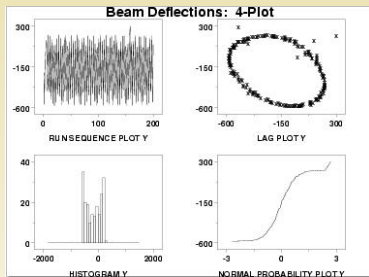 Beam Deflections: 4-Plot
300
-150
-600
0 100 200
RUN SEQUENCE PLOT Y
300
-150
-600
-600 -150 300
LAG PLOT Y
40
20
0
-2000 0 2000
HISTOGRAM Y
300
-150
-600
-3 0 3
NORMAL PROBABILITY PLOT Y